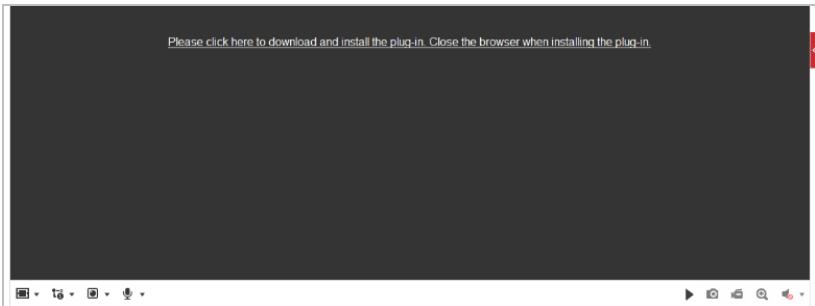 Please click here to download and install the plug-in. Close the browser when installing the plug-in.